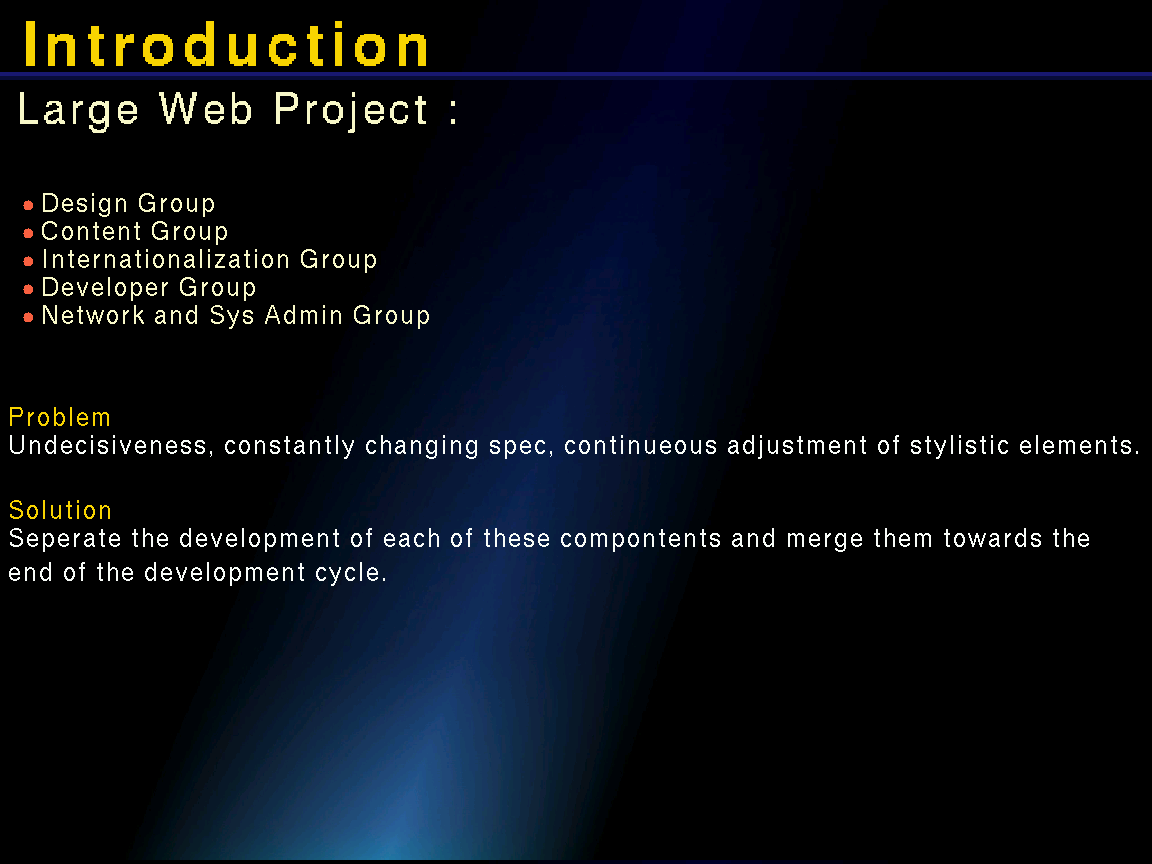 Introduction
Large Web Project :
● Design Group
● Content Group
● Internationalization Group
● Developer Group
● Network and Sys Admin Group
Problem
Undecisiveness, constantly changing spec, continueous adjustment of stylistic elements.
Solution
Seperate the development of each of these compontents and merge them towards the
end of the development cycle.